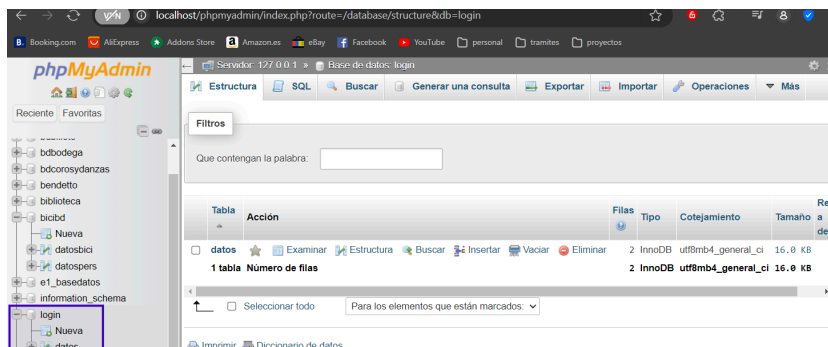 VPN localhost/phpmyadmin/index.php?route=/database/structure&db=login 6
B. Booking.com AliExpress Addons Store a Amazon.es eBay Facebook YouTube personal tramites proyectos
phpMyAdmin
Reciente Favoritas
bdbodega
bdcorosydanzas
bendetto
biblioteca
bicibd
Nueva
datosbici
datospers
e1_basedatos
information_schema
login
Nueva
datos
Servidor: 127.0.0.1 » Base de datos: login
Estructura SQL Buscar Generar una consulta Exportar Importar Operaciones Más
Filtros
Que contengan la palabra:
Tabla Acción Filas Tipo Cotejamiento Tamaño
datos Examinar Estructura Buscar Insertar Vaciar Eliminar 2 InnoDB utf8mb4_general_ci 16.0 KB
1 tabla Número de filas 2 InnoDB utf8mb4_general_ci 16.0 KB
Seleccionar todo Para los elementos que están marcados:
Imprimir Diccionario de datos